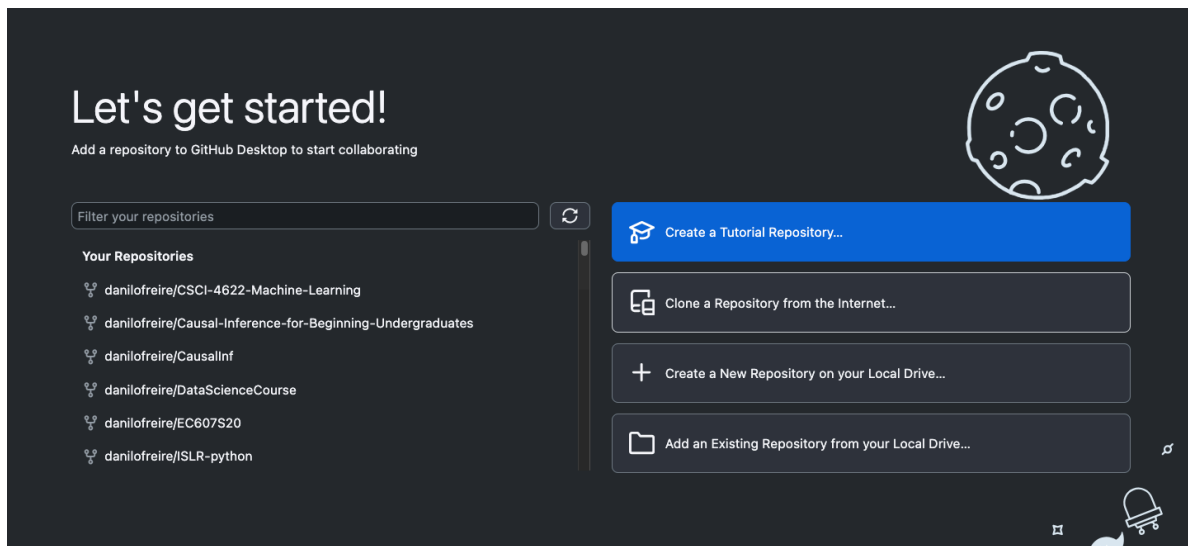 Let's get started!
Add a repository to GitHub Desktop to start collaborating
Filter your repositories
Your Repositories
danilofreire/CSCI-4622-Machine-Learning
danilofreire/Causal-Inference-for-Beginning-Undergraduates
danilofreire/CausalInf
danilofreire/DataScienceCourse
danilofreire/EC607S20
danilofreire/ISLR-python
Create a Tutorial Repository...
Clone a Repository from the Internet...
Create a New Repository on your Local Drive...
Add an Existing Repository from your Local Drive...